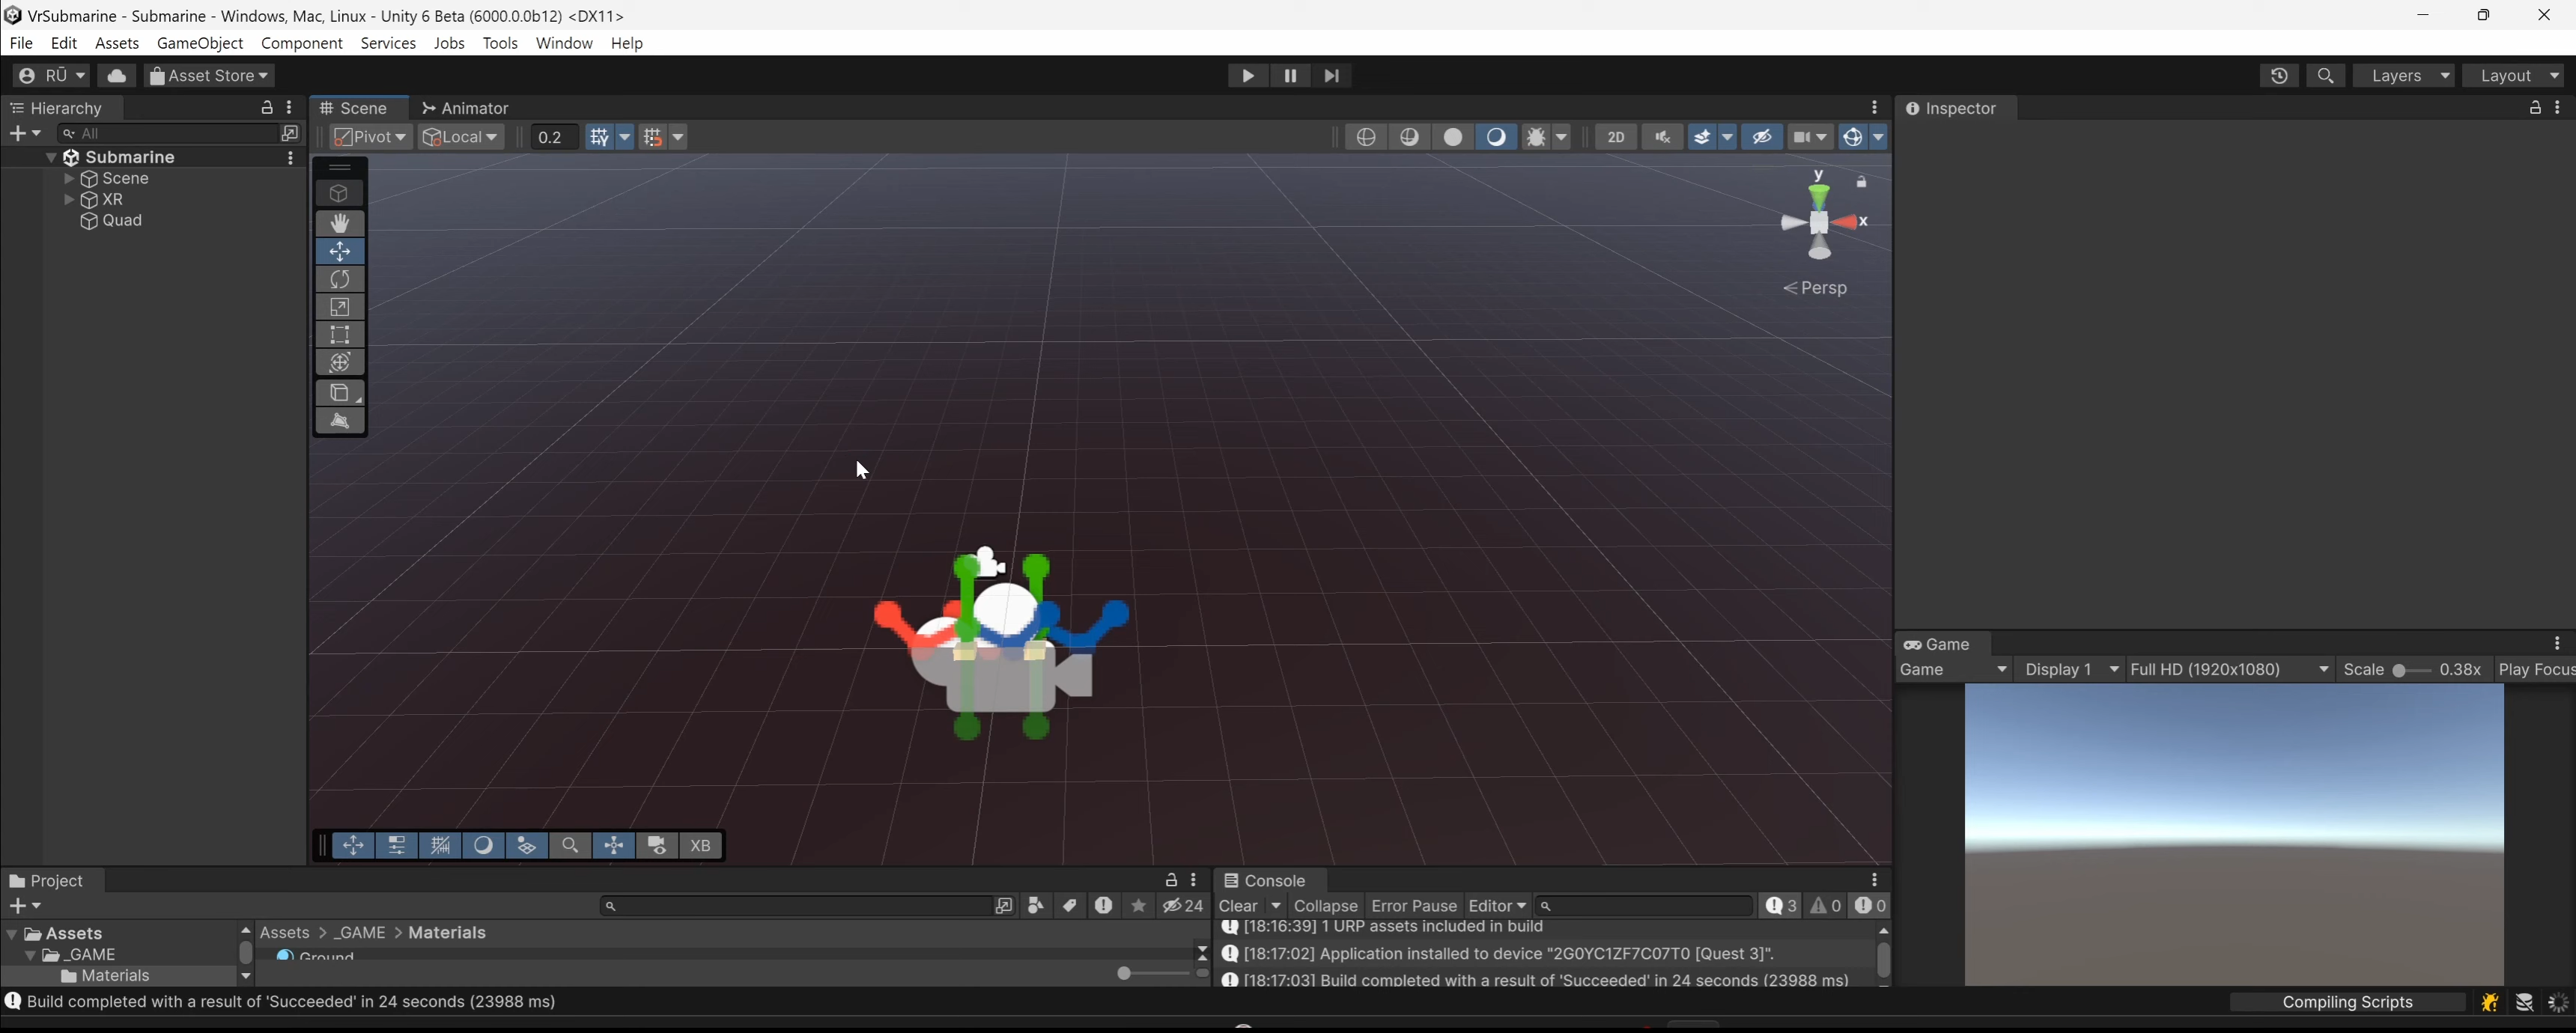 VrSubmarine - Submarine - Windows, Mac, Linux - Unity 6 Beta (6000.0.0b12) <DX11>
File Edit Assets GameObject Component Services Jobs Tools Window Help
RŪ Asset Store Layers Layout
Hierarchy
All
Submarine
Scene
XR
Quad
Scene Animator
Pivot Local 0.2 2D
y
x
Persp
XB
Inspector
Game
Game Display 1 Full HD (1920x1080) Scale 0.38x Play Focus
Project
24
Assets
_GAME
Materials
Assets > _GAME > Materials
Ground
Console
Clear Collapse Error Pause Editor 3 0 0
[18:16:39] 1 URP assets included in build
[18:17:02] Application installed to device "2G0YC1ZF7C07T0 [Quest 3]".
[18:17:03] Build completed with a result of 'Succeeded' in 24 seconds (23988 ms)
Build completed with a result of 'Succeeded' in 24 seconds (23988 ms)
Compiling Scripts